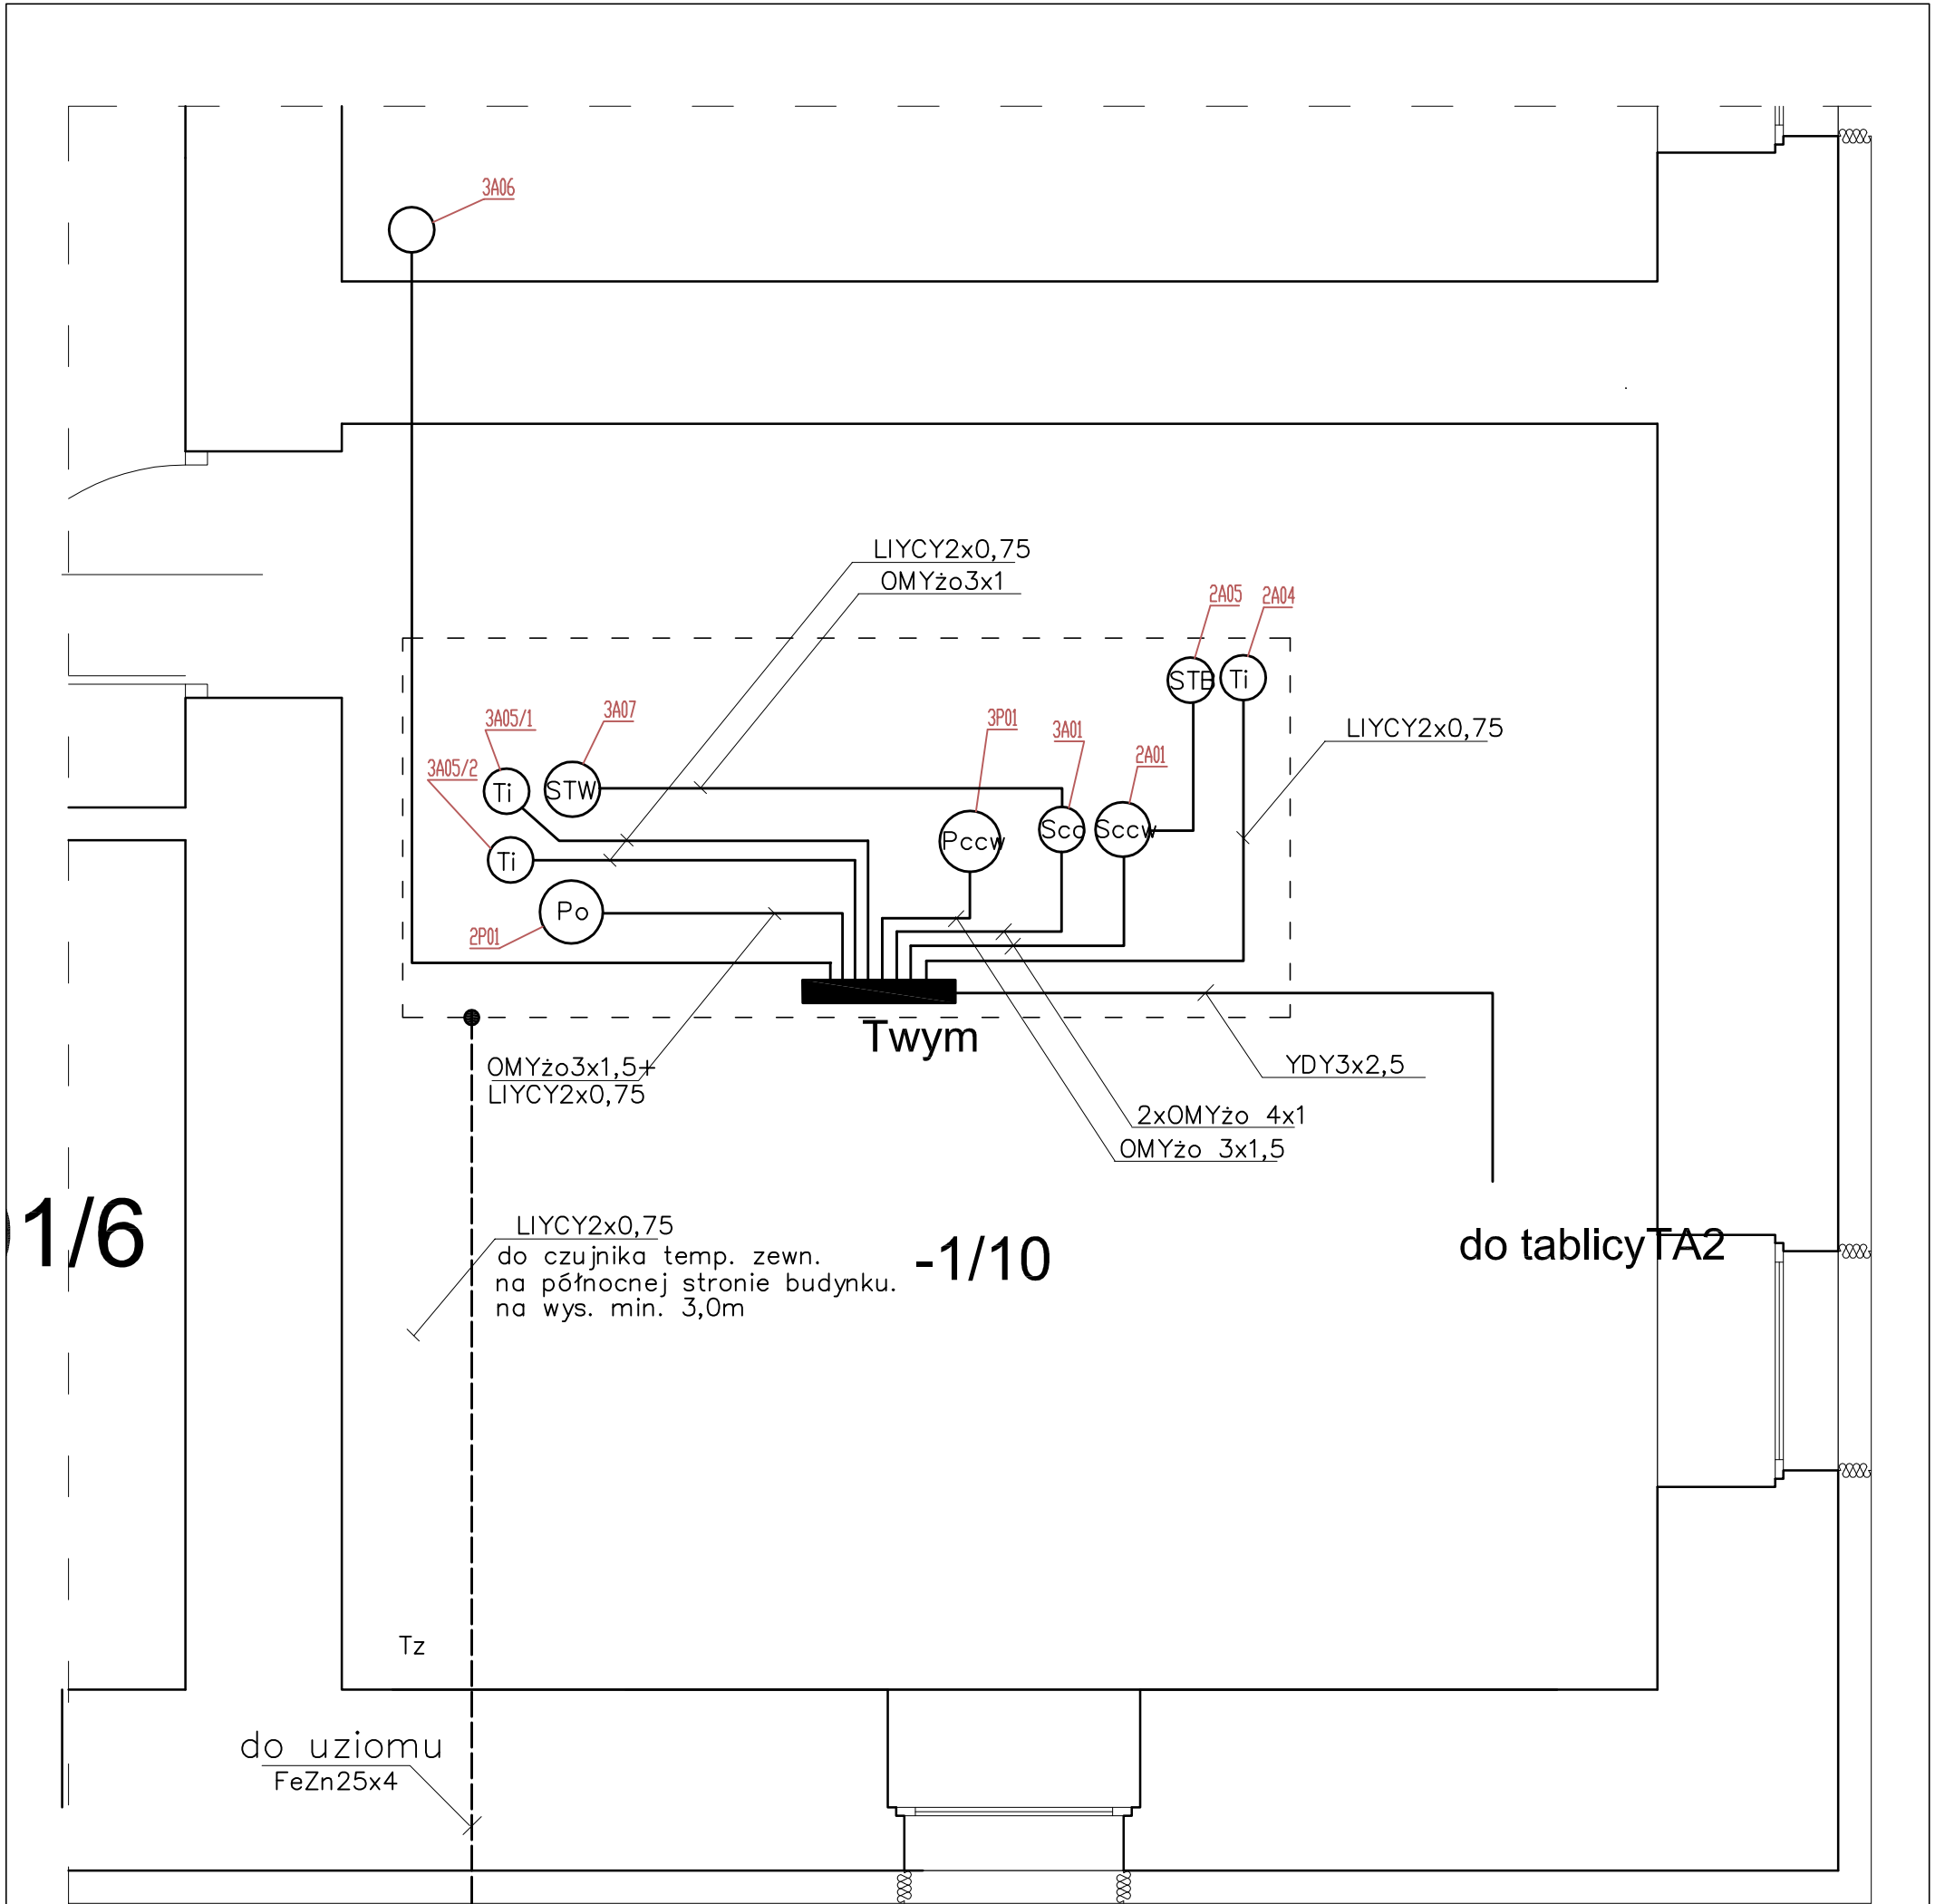 3A06
LIYCY2x0,75
OMYżo3x1
2A05
2A04
STB
Ti
3A05/1
3A07
3P01
3A01
2A01
LIYCY2x0,75
3A05/2
Ti
STW
Pccw
Scc
Sccw
Ti
Po
2P01
Twym
OMYżo3x1,5+
LIYCY2x0,75
YDY3x2,5
2xOMYżo 4x1
OMYżo 3x1,5
1/6
LIYCY2x0,75
do czujnika temp. zewn.
na północnej stronie budynku.
na wys. min. 3,0m
-1/10
do tablicyTA2
Tz
do uziomu
FeZn25x4